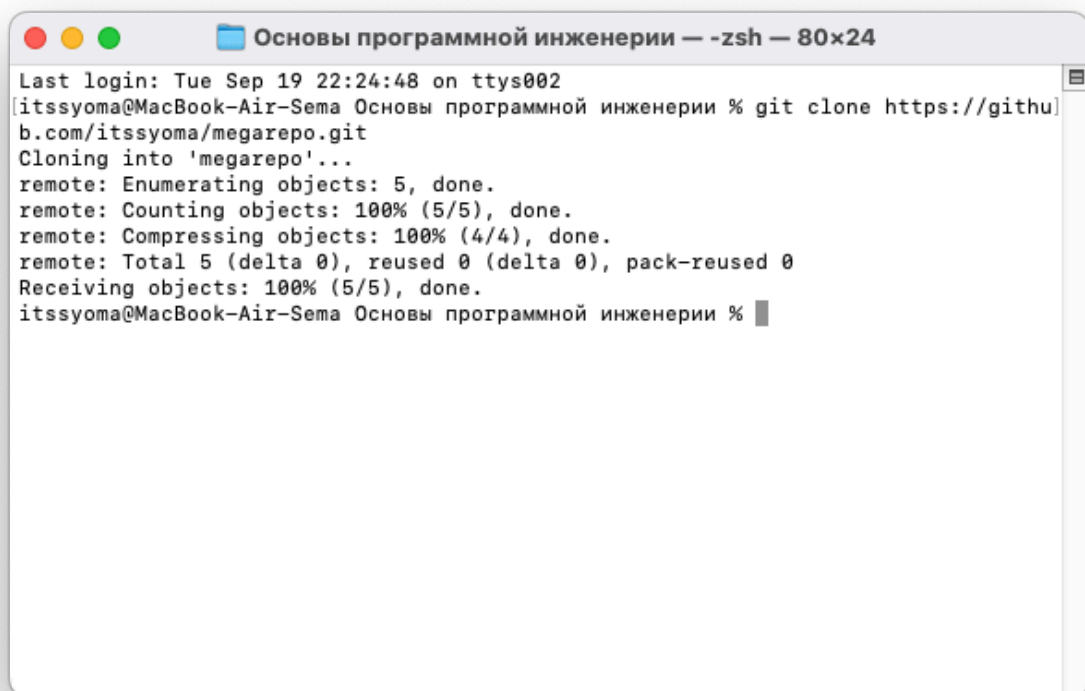 Основы программной инженерии — -zsh — 80×24
Last login: Tue Sep 19 22:24:48 on ttys002
[itssyoma@MacBook-Air-Sema Основы программной инженерии % git clone https://githu]
b.com/itssyoma/megarepo.git
Cloning into 'megarepo'...
remote: Enumerating objects: 5, done.
remote: Counting objects: 100% (5/5), done.
remote: Compressing objects: 100% (4/4), done.
remote: Total 5 (delta 0), reused 0 (delta 0), pack-reused 0
Receiving objects: 100% (5/5), done.
itssyoma@MacBook-Air-Sema Основы программной инженерии %